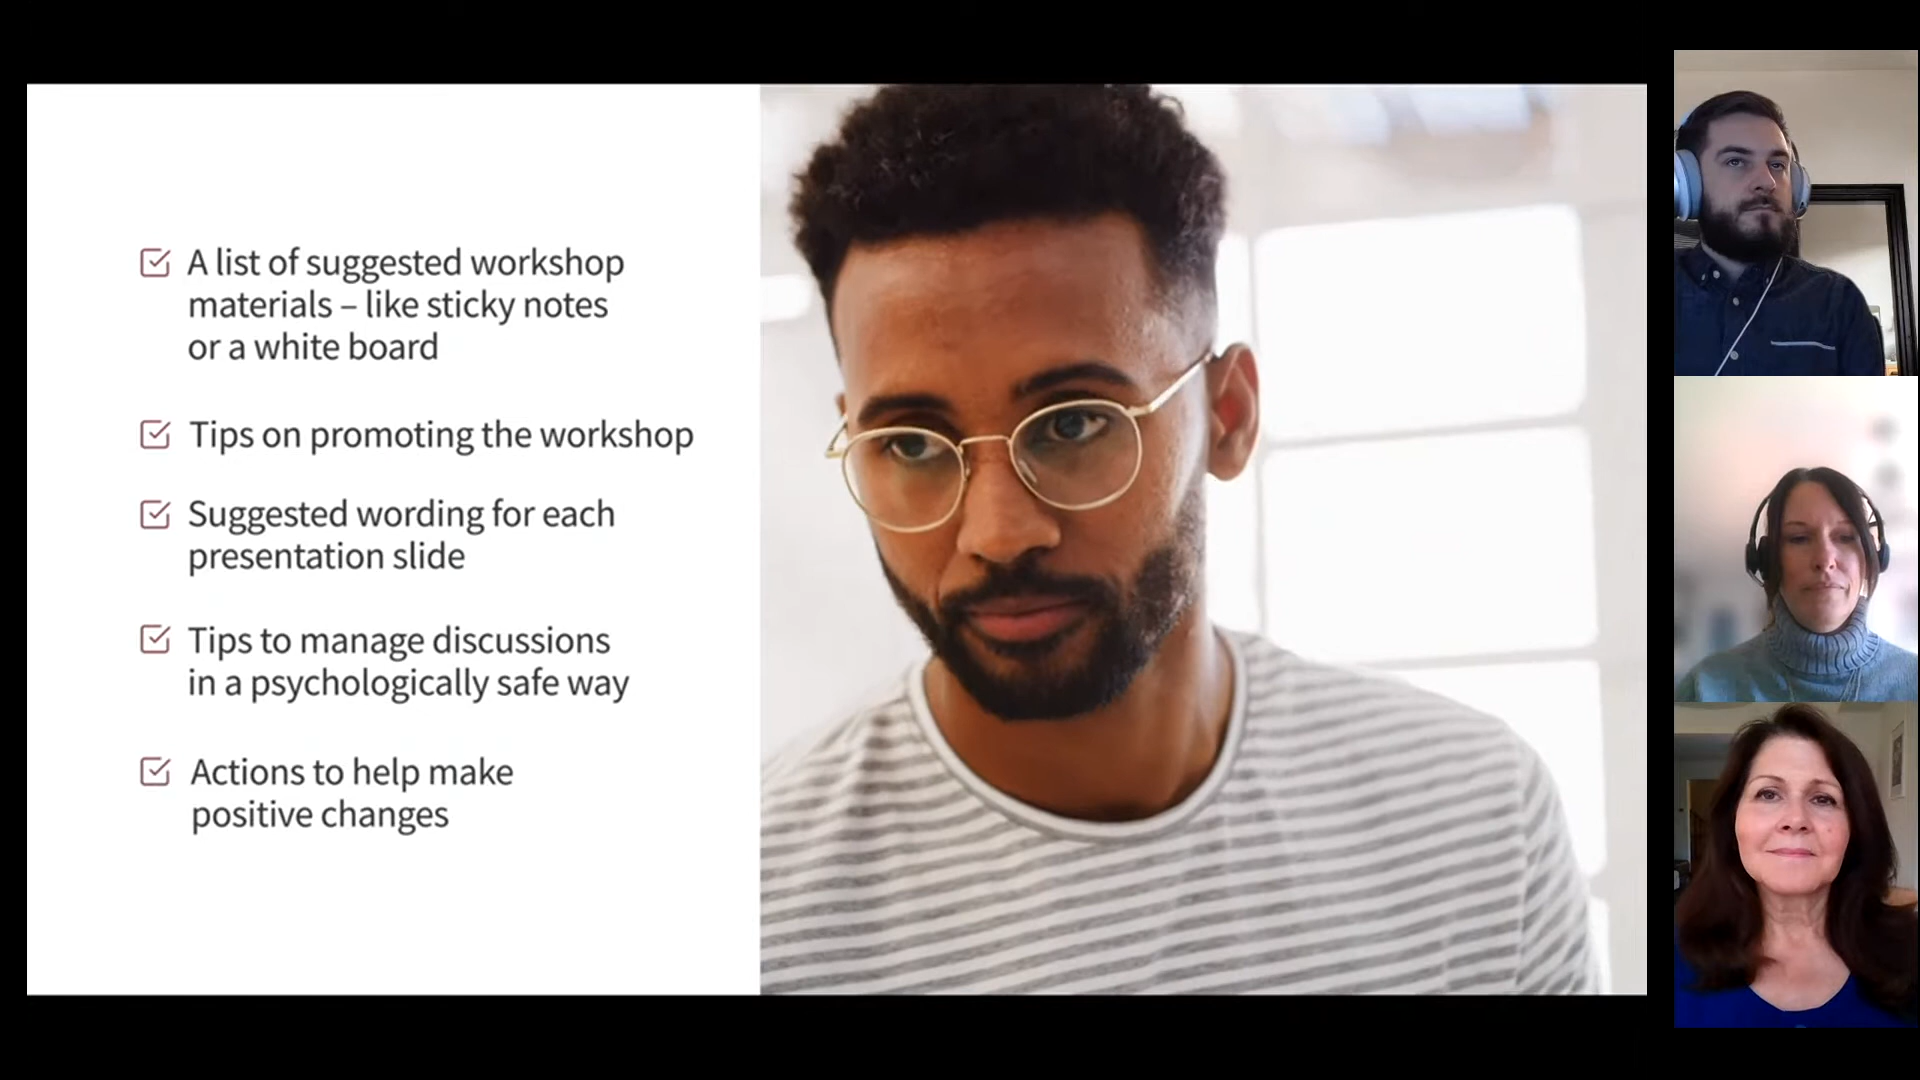 A list of suggested workshop
materials – like sticky notes
or a white board
Tips on promoting the workshop
Suggested wording for each
presentation slide
Tips to manage discussions
in a psychologically safe way
Actions to help make
positive changes